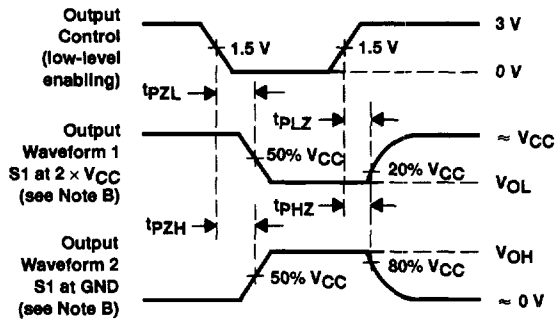 Output
Control
(low-level
enabling)
1.5 V
1.5 V
3 V
0 V
tPZL
tPLZ
Output
Waveform 1
S1 at 2 × VCC
(see Note B)
50% VCC
20% VCC
≈ VCC
VOL
tPZH
tPHZ
Output
Waveform 2
S1 at GND
(see Note B)
50% VCC
80% VCC
VOH
≈ 0 V